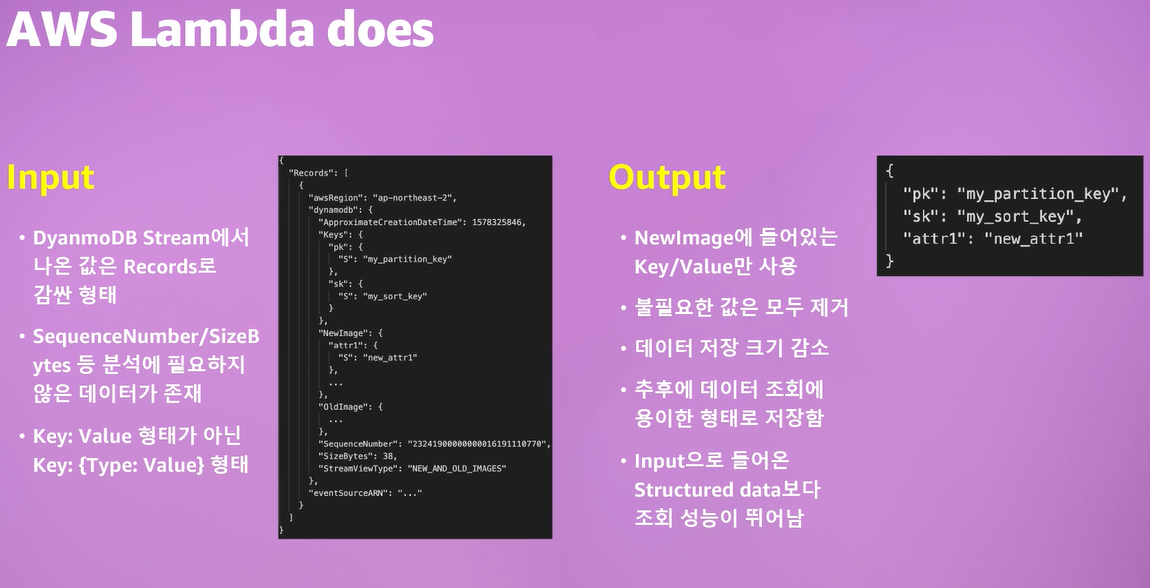 AWS Lambda does
Input
• DyanmoDB Stream에서
나온 값은 Records로
감싼 형태
• SequenceNumber/SizeB
ytes 등 분석에 필요하지
않은 데이터가 존재
• Key: Value 형태가 아닌
Key: {Type: Value} 형태
{
"Records": [
{
"awsRegion": "ap-northeast-2",
"dynamodb": {
"ApproximateCreationDateTime": 1578325846,
"Keys": {
"pk": {
"S": "my_partition_key"
},
"sk": {
"S": "my_sort_key"
}
},
"NewImage": {
"attr1": {
"S": "new_attr1"
},
...
},
"OldImage": {
...
},
"SequenceNumber": "23241900000000016191110770",
"SizeBytes": 38,
"StreamViewType": "NEW_AND_OLD_IMAGES"
},
"eventSourceARN": "..."
}
]
}
Output
• NewImage에 들어있는
Key/Value만 사용
• 불필요한 값은 모두 제거
• 데이터 저장 크기 감소
• 추후에 데이터 조회에
용이한 형태로 저장함
• Input으로 들어온
Structured data보다
조회 성능이 뛰어남
{
"pk": "my_partition_key",
"sk": "my_sort_key",
"attr1": "new_attr1"
}